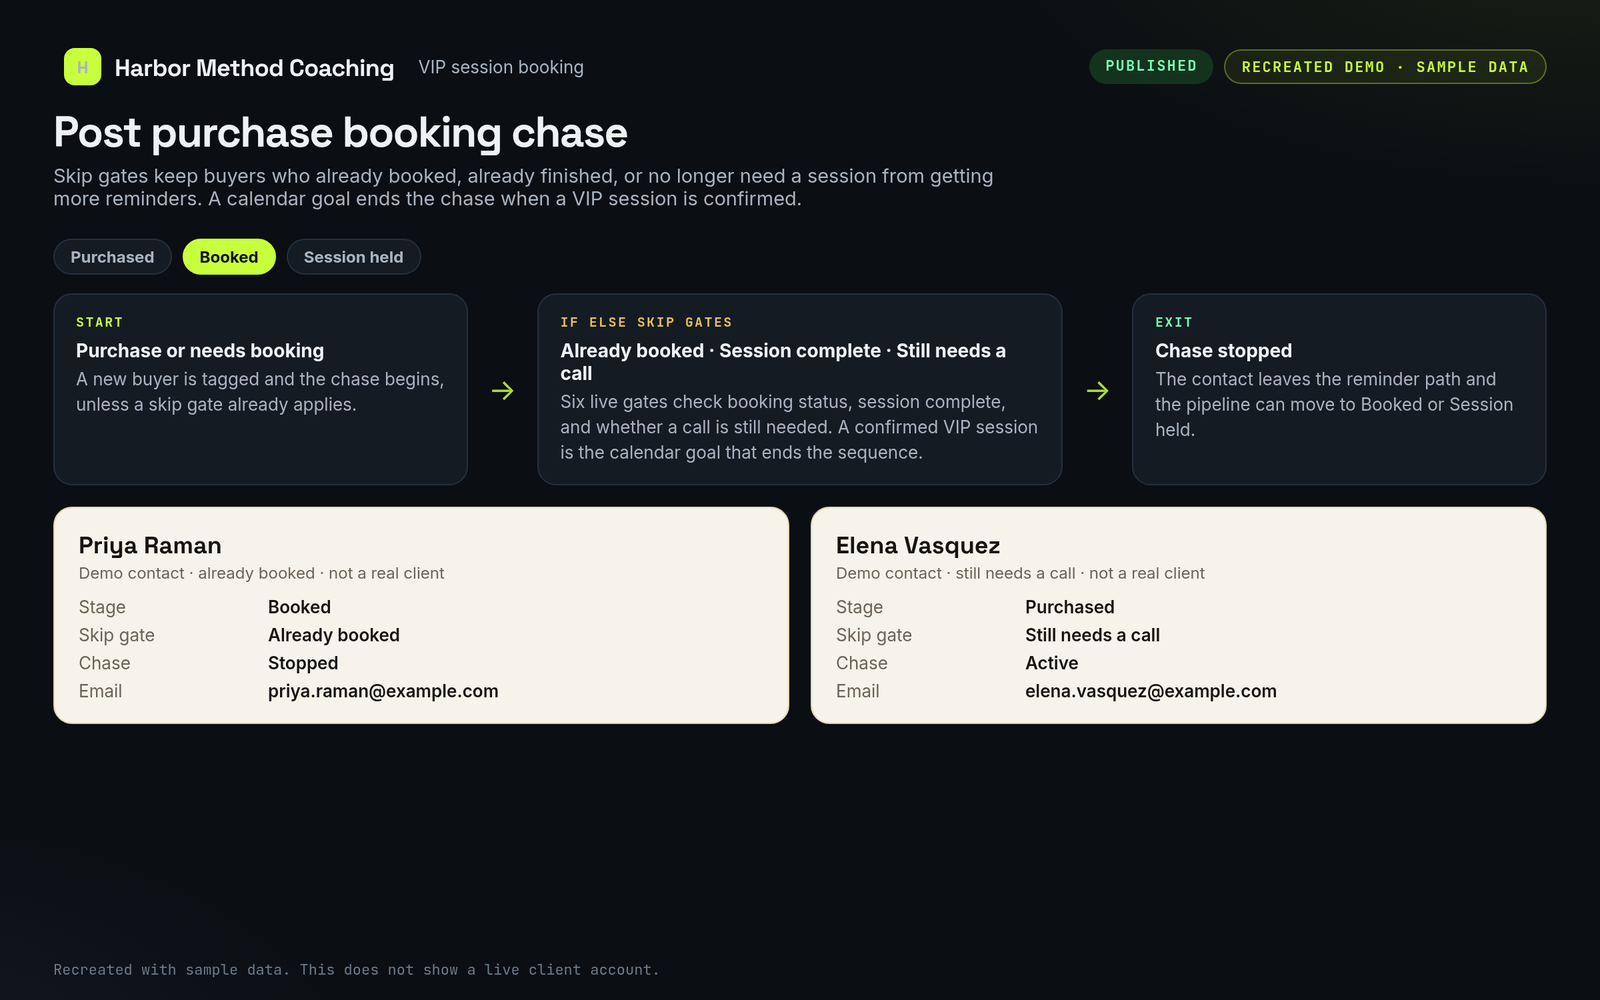 H
Harbor Method Coaching
VIP session booking
PUBLISHED
RECREATED DEMO · SAMPLE DATA
Post purchase booking chase
Skip gates keep buyers who already booked, already finished, or no longer need a session from getting
more reminders. A calendar goal ends the chase when a VIP session is confirmed.
Purchased
Booked
Session held
START
Purchase or needs booking
A new buyer is tagged and the chase begins,
unless a skip gate already applies.
→
IF ELSE SKIP GATES
Already booked · Session complete · Still needs a
call
Six live gates check booking status, session complete,
and whether a call is still needed. A confirmed VIP session
is the calendar goal that ends the sequence.
→
EXIT
Chase stopped
The contact leaves the reminder path and
the pipeline can move to Booked or Session
held.
Priya Raman
Demo contact · already booked · not a real client
Stage Booked
Skip gate Already booked
Chase Stopped
Email priya.raman@example.com
Elena Vasquez
Demo contact · still needs a call · not a real client
Stage Purchased
Skip gate Still needs a call
Chase Active
Email elena.vasquez@example.com
Recreated with sample data. This does not show a live client account.